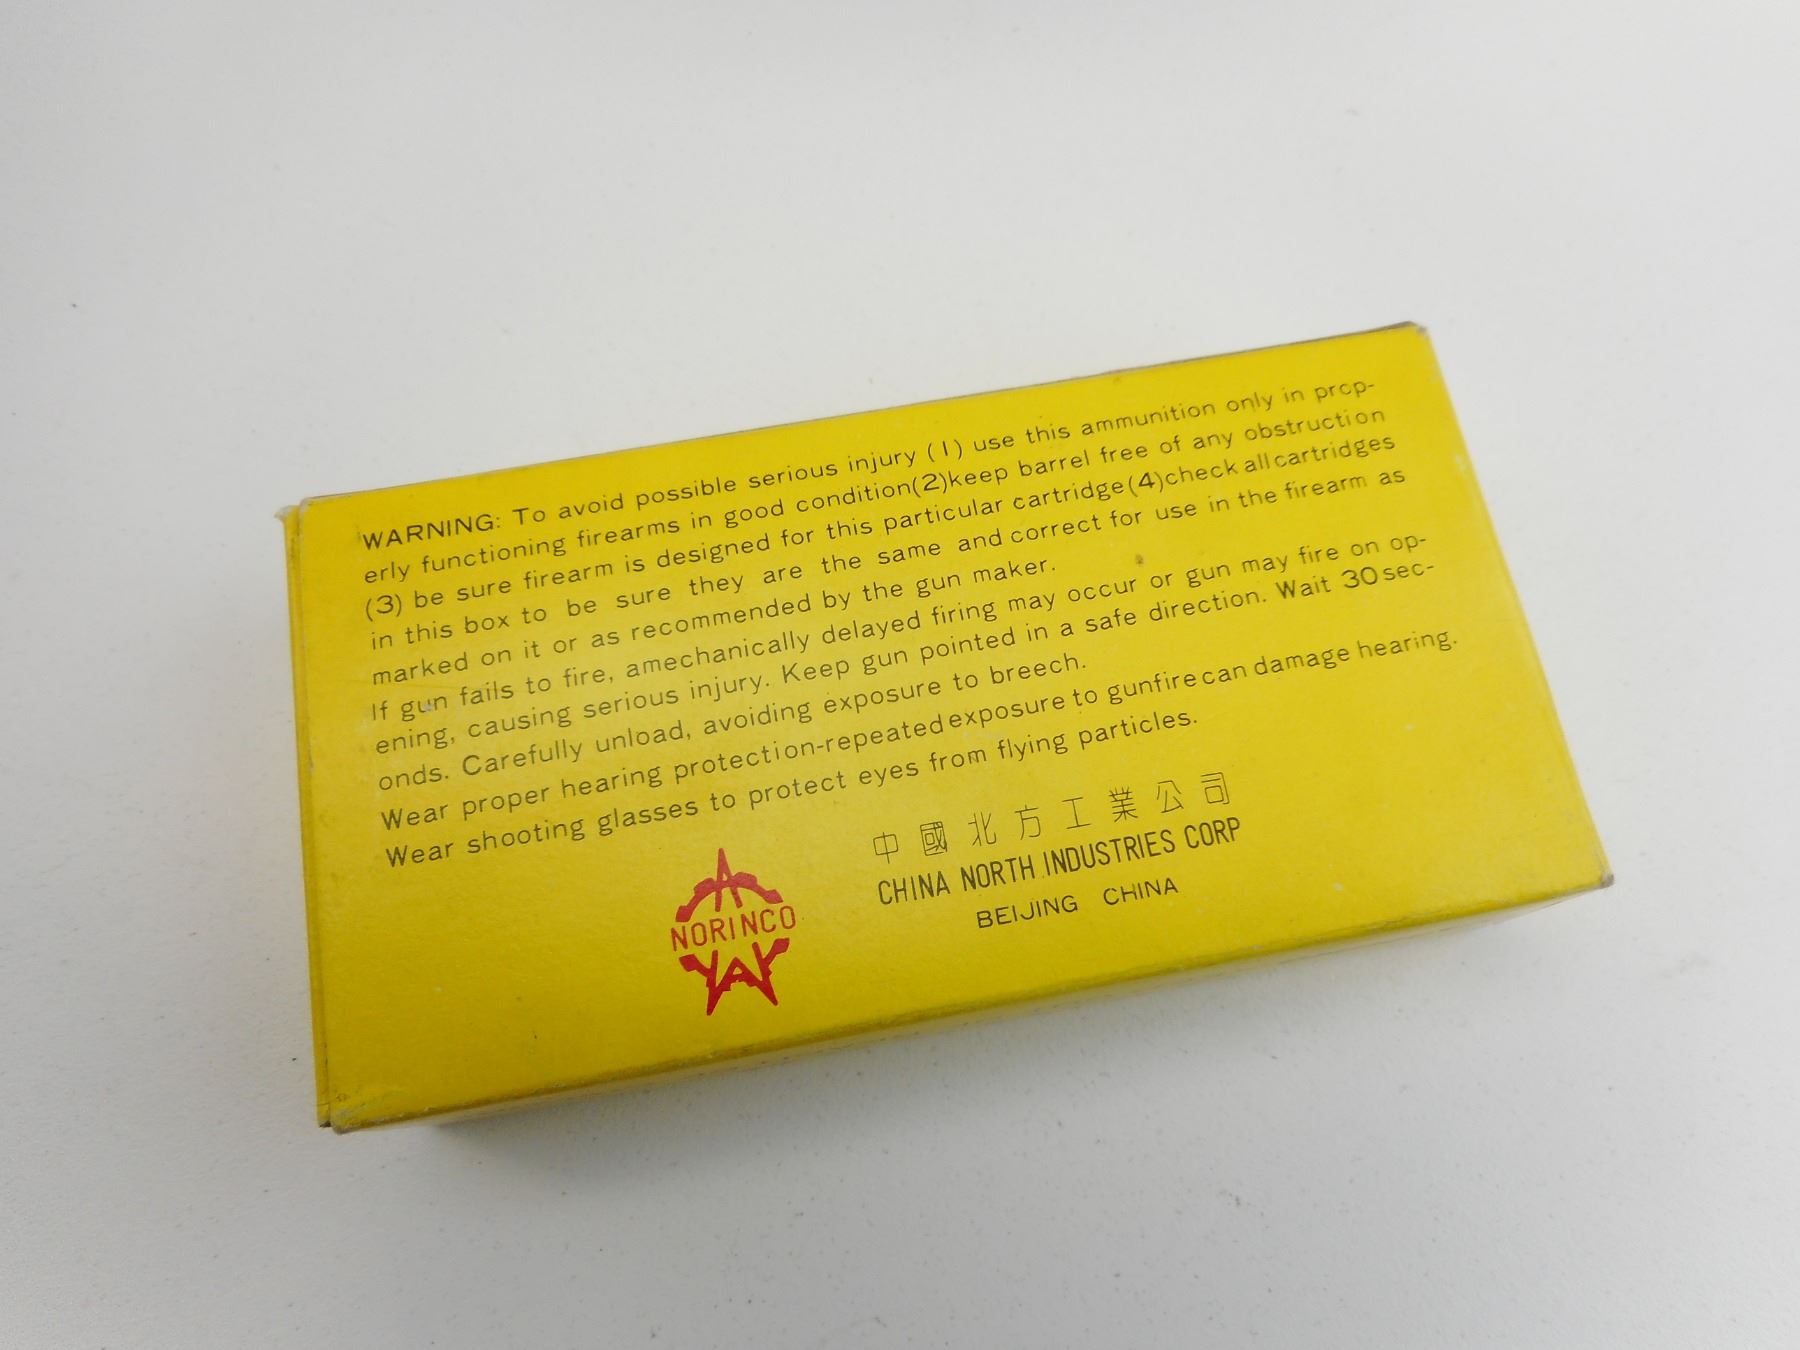 WARNING: To avoid possible serious injury (1) use this ammunition only in prop-
erly functioning firearms in good condition(2)keep barrel free of any obstruction
(3) be sure firearm is designed for this particular cartridge(4)check all cartridges
in this box to be sure they are the same and correct for use in the firearm as
marked on it or as recommended by the gun maker.
If gun fails to fire, amechanically delayed firing may occur or gun may fire on op-
ening, causing serious injury. Keep gun pointed in a safe direction. Wait 30 sec-
onds. Carefully unload, avoiding exposure to breech.
Wear proper hearing protection-repeated exposure to gunfire can damage hearing.
Wear shooting glasses to protect eyes from flying particles.
NORINCO
中國北方工業公司
CHINA NORTH INDUSTRIES CORP
BEIJING CHINA